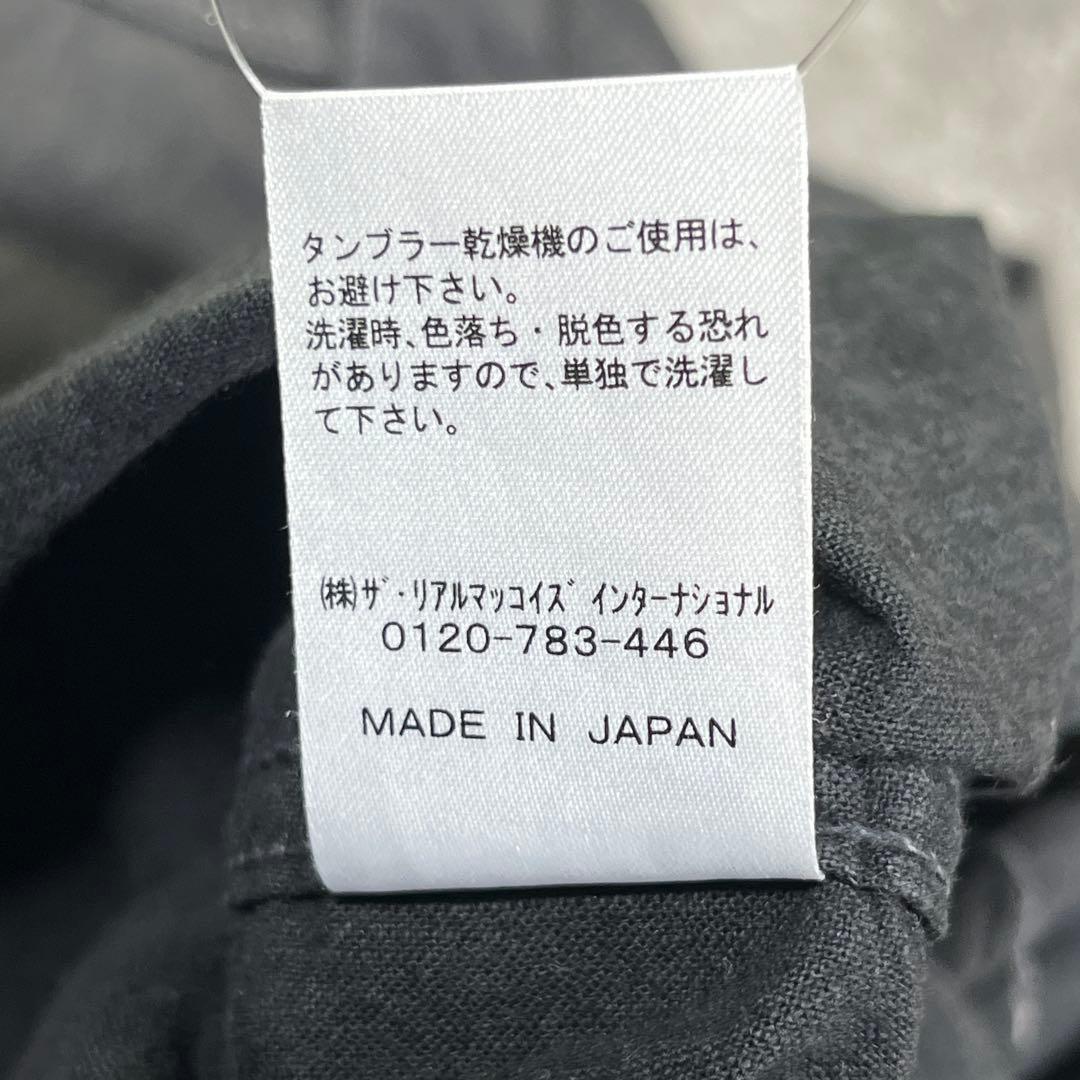 タンブラー乾燥機のご使用は、
お避け下さい。
洗濯時、色落ち・脱色する恐れ
がありますので、単独で洗濯し
て下さい。
㈱ｻﾞ・ﾘｱﾙﾏｯｺｲｽﾞ ｲﾝﾀｰﾅｼｮﾅﾙ
0120-783-446
MADE IN JAPAN